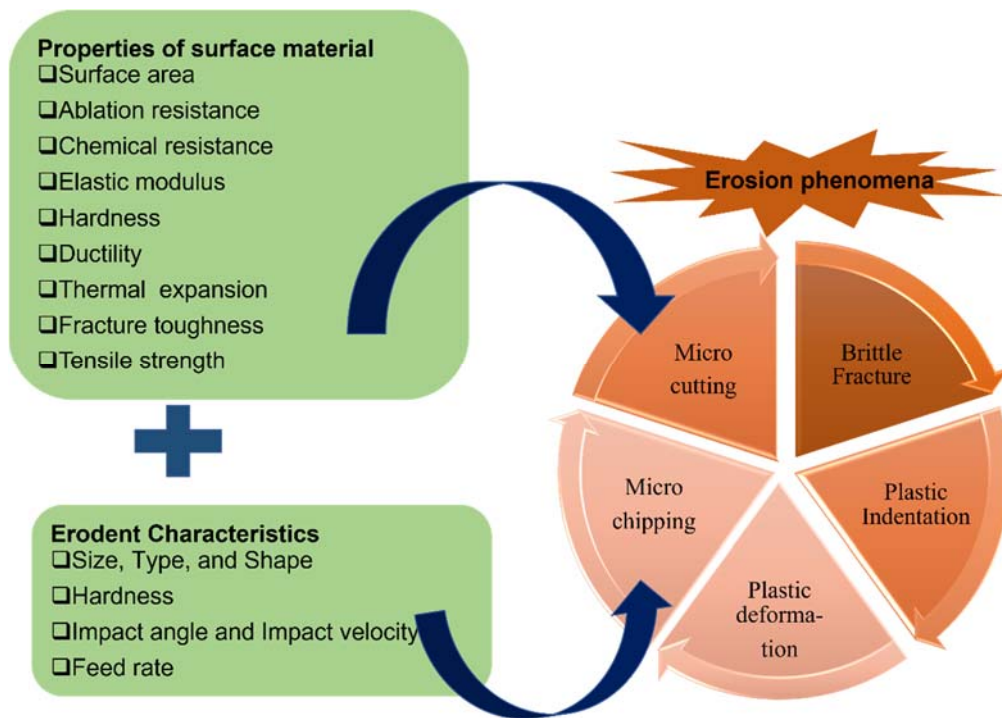 Properties of surface material
❑Surface area
❑Ablation resistance
❑Chemical resistance
❑Elastic modulus
❑Hardness
❑Ductility
❑Thermal expansion
❑Fracture toughness
❑Tensile strength
Erodent Characteristics
❑Size, Type, and Shape
❑Hardness
❑Impact angle and Impact velocity
❑Feed rate
Erosion phenomena
Micro
cutting
Brittle
Fracture
Micro
chipping
Plastic
Indentation
Plastic
deforma-
tion